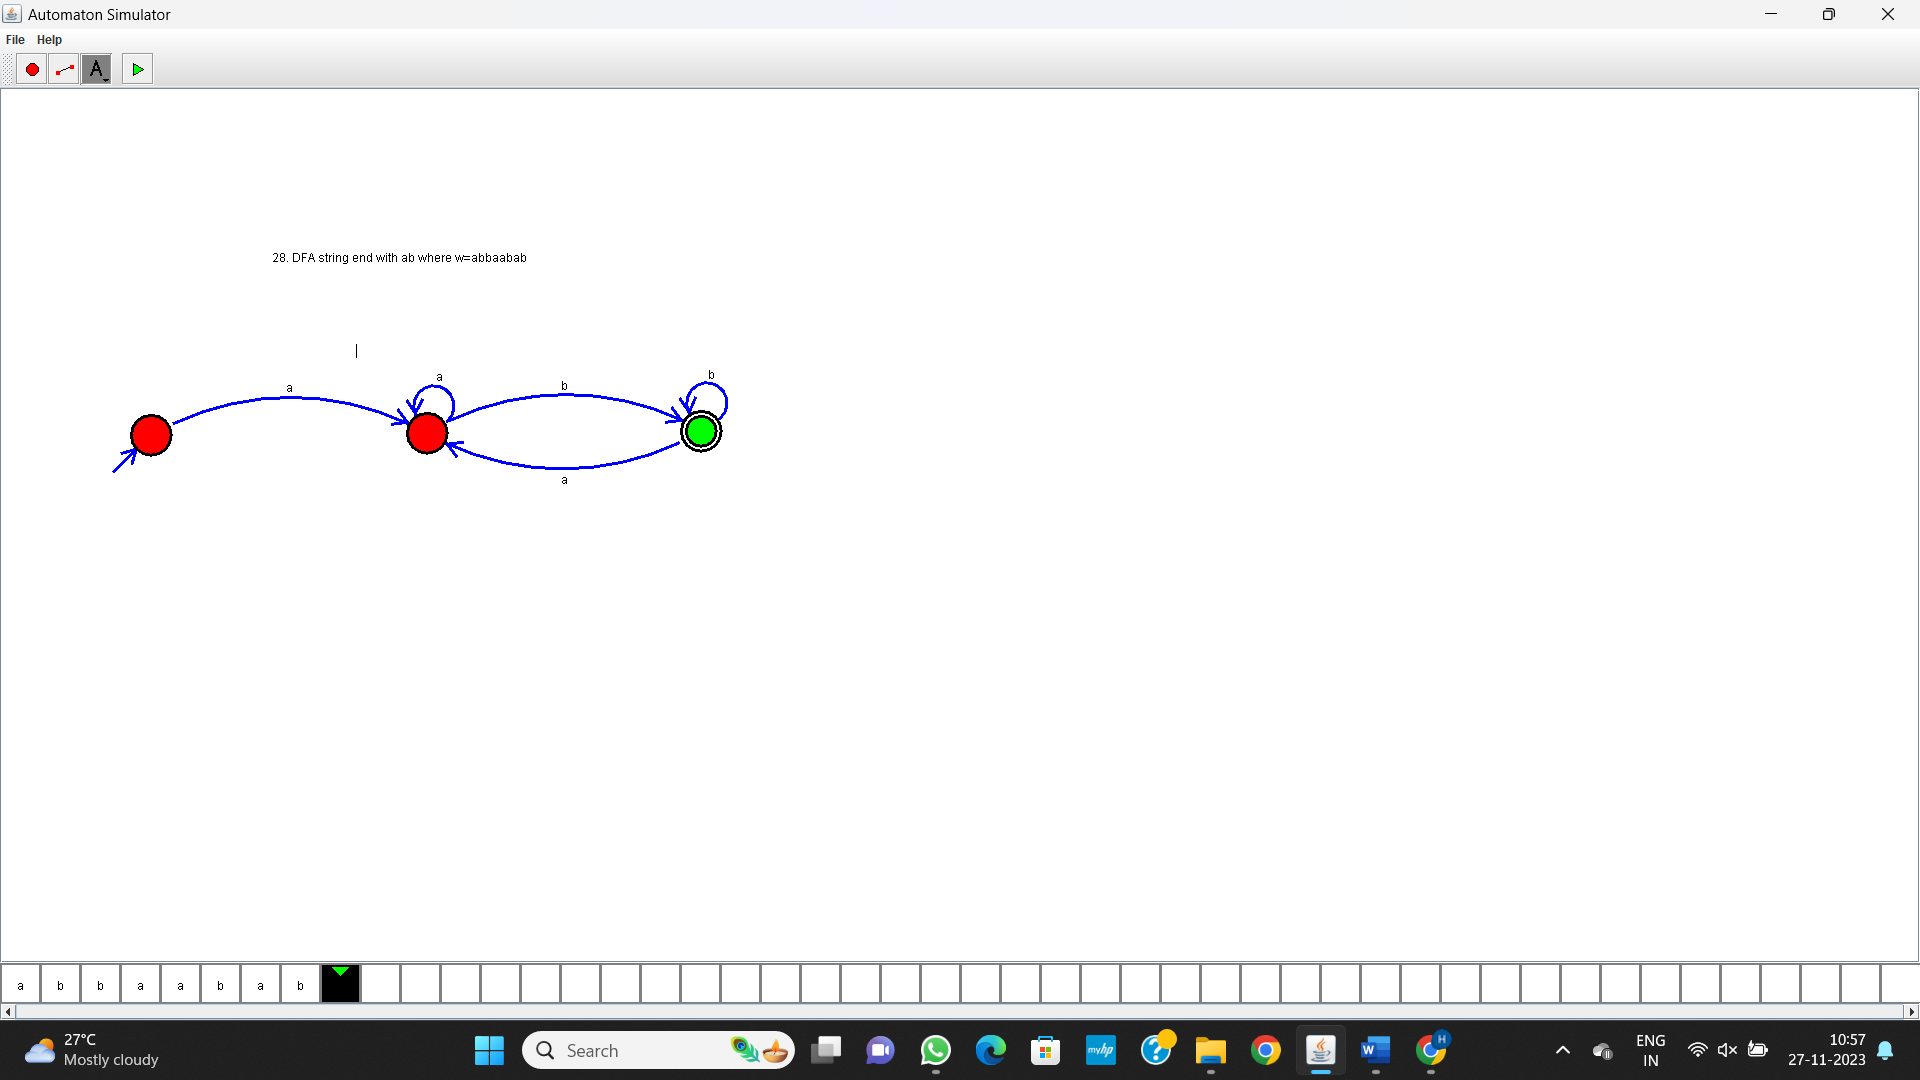 Automaton Simulator
File Help
A
28. DFA string end with ab where w=abbaabab
a
a
b
b
a
a b b a a b a b
27°C
Mostly cloudy
Search
myhp
?
W
H
ENG
IN
10:57
27-11-2023